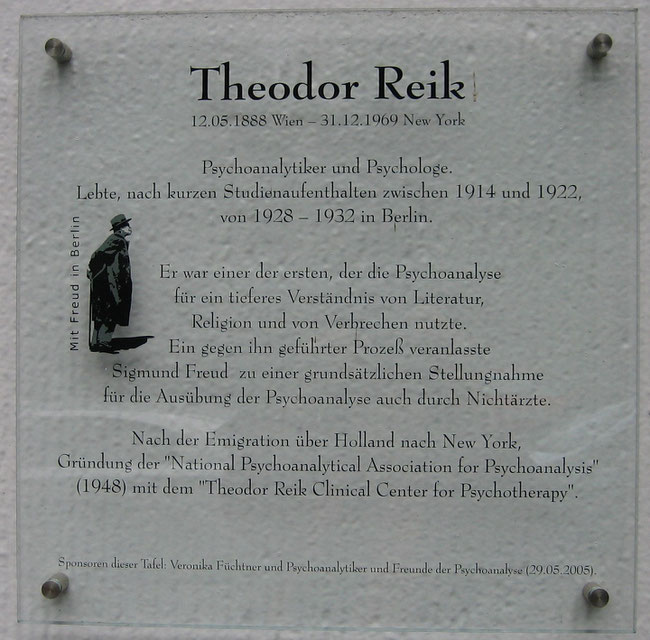 Theodor Reik
12.05.1888 Wien – 31.12.1969 New York
Psychoanalytiker und Psychologe.
Lebte, nach kurzen Studienaufenthalten zwischen 1914 und 1922,
von 1928 – 1932 in Berlin.
Mit Freud in Berlin
Er war einer der ersten, der die Psychoanalyse
für ein tieferes Verständnis von Literatur,
Religion und von Verbrechen nutzte.
Ein gegen ihn geführter Prozeß veranlasste
Sigmund Freud zu einer grundsätzlichen Stellungnahme
für die Ausübung der Psychoanalyse auch durch Nichtärzte.
Nach der Emigration über Holland nach New York,
Gründung der "National Psychoanalytical Association for Psychoanalysis"
(1948) mit dem "Theodor Reik Clinical Center for Psychotherapy".
Sponsoren dieser Tafel: Veronika Füchtner und Psychoanalytiker und Freunde der Psychoanalyse (29.05.2005).